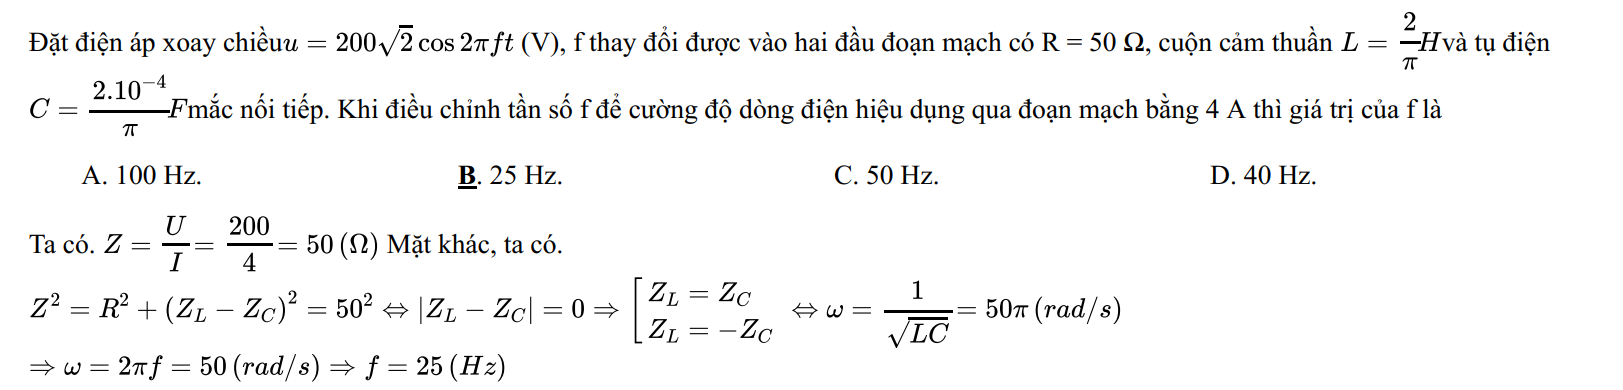 Đặt điện áp xoay chiều$u = 200\sqrt{2}\cos 2\pi ft$ (V), f thay đổi được vào hai đầu đoạn mạch có R = 50 Ω, cuộn cảm thuần $L = \dfrac{2}{\pi}H$và tụ điện
$C = \dfrac{2.10^{-4}}{\pi}F$mắc nối tiếp. Khi điều chỉnh tần số f để cường độ dòng điện hiệu dụng qua đoạn mạch bằng 4 A thì giá trị của f là
A. 100 Hz. B. 25 Hz. C. 50 Hz. D. 40 Hz.
Ta có. $Z = \dfrac{U}{I} = \dfrac{200}{4} = 50\,(\Omega)$ Mặt khác, ta có.
$Z^2 = R^2 + (Z_L - Z_C)^2 = 50^2 \Leftrightarrow |Z_L - Z_C| = 0 \Rightarrow \left[\begin{array}{l} Z_L = Z_C \\ Z_L = -Z_C \end{array}\right. \Leftrightarrow \omega = \dfrac{1}{\sqrt{LC}} = 50\pi\,(rad/s)$
$\Rightarrow \omega = 2\pi f = 50\,(rad/s) \Rightarrow f = 25\,(Hz)$